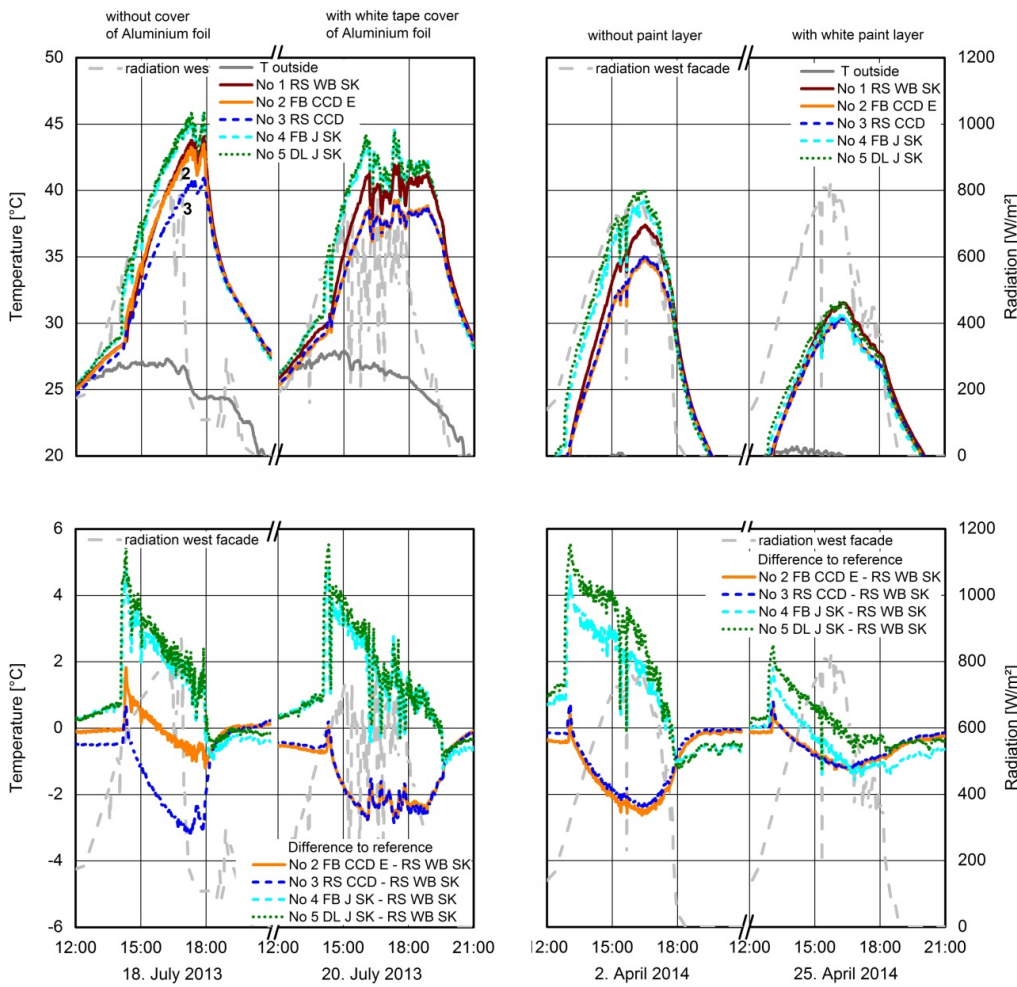 without cover
of Aluminium foil
with white tape cover
of Aluminium foil
without paint layer
with white paint layer
50
45
40
35
30
25
20
Temperature [°C]
radiation wes
T outside
No 1 RS WB SK
No 2 FB CCD E
No 3 RS CCD
No 4 FB J SK
No 5 DL J SK
2
3
radiation west facade
T outside
No 1 RS WB SK
No 2 FB CCD E
No 3 RS CCD
No 4 FB J SK
No 5 DL J SK
1200
1000
800
600
400
200
0
Radiation [W/m²]
6
4
2
0
-2
-4
-6
Temperature [°C]
radiation west facade
Difference to reference
No 2 FB CCD E - RS WB SK
No 3 RS CCD - RS WB SK
No 4 FB J SK - RS WB SK
No 5 DL J SK - RS WB SK
radiation west facade
Difference to reference
No 2 FB CCD E - RS WB SK
No 3 RS CCD - RS WB SK
No 4 FB J SK - RS WB SK
No 5 DL J SK - RS WB SK
1200
1000
800
600
400
200
0
Radiation [W/m²]
12:00 15:00 18:00 12:00 15:00 18:00 21:00
18. July 2013 20. July 2013
12:00 15:00 18:00 12:00 15:00 18:00 21:00
2. April 2014 25. April 2014